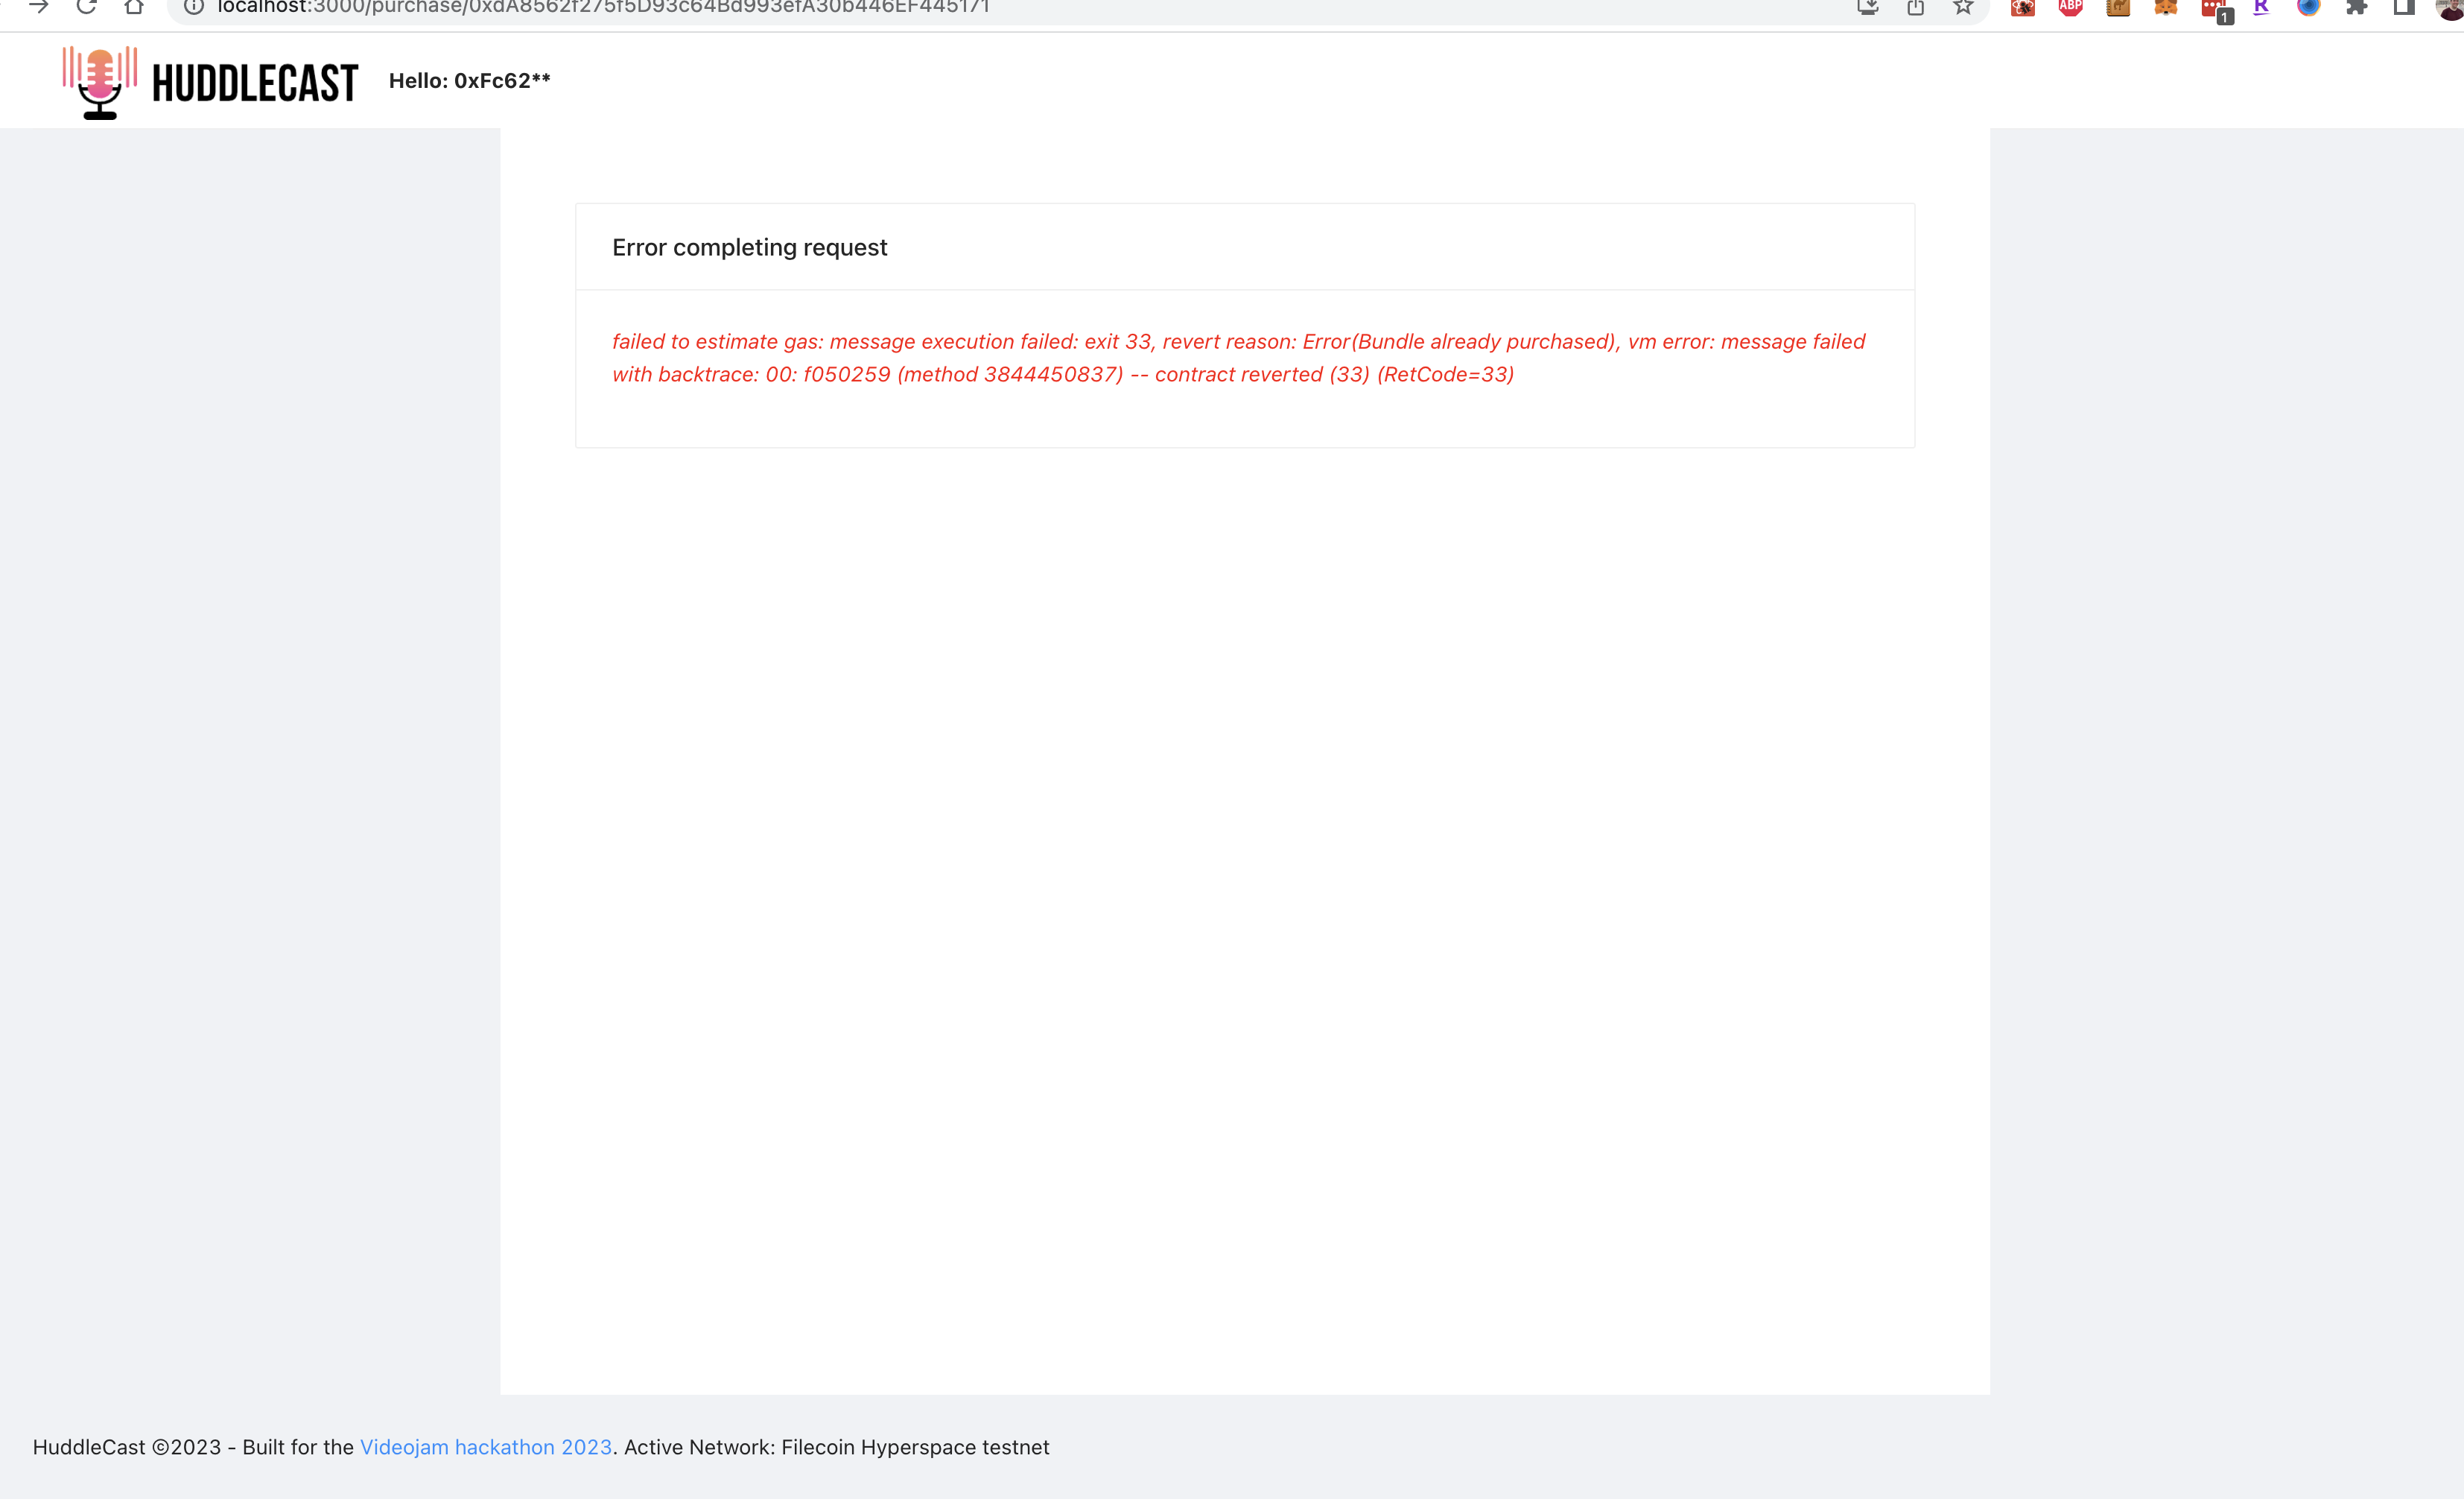 localhost:3000/purchase/0xdA8562f275f5D93c64Bd993efA30b446EF445171
ABP
1
R
HUDDLECAST
Hello: 0xFc62**
Error completing request
failed to estimate gas: message execution failed: exit 33, revert reason: Error(Bundle already purchased), vm error: message failed
with backtrace: 00: f050259 (method 3844450837) -- contract reverted (33) (RetCode=33)
HuddleCast ©2023 - Built for the Videojam hackathon 2023. Active Network: Filecoin Hyperspace testnet